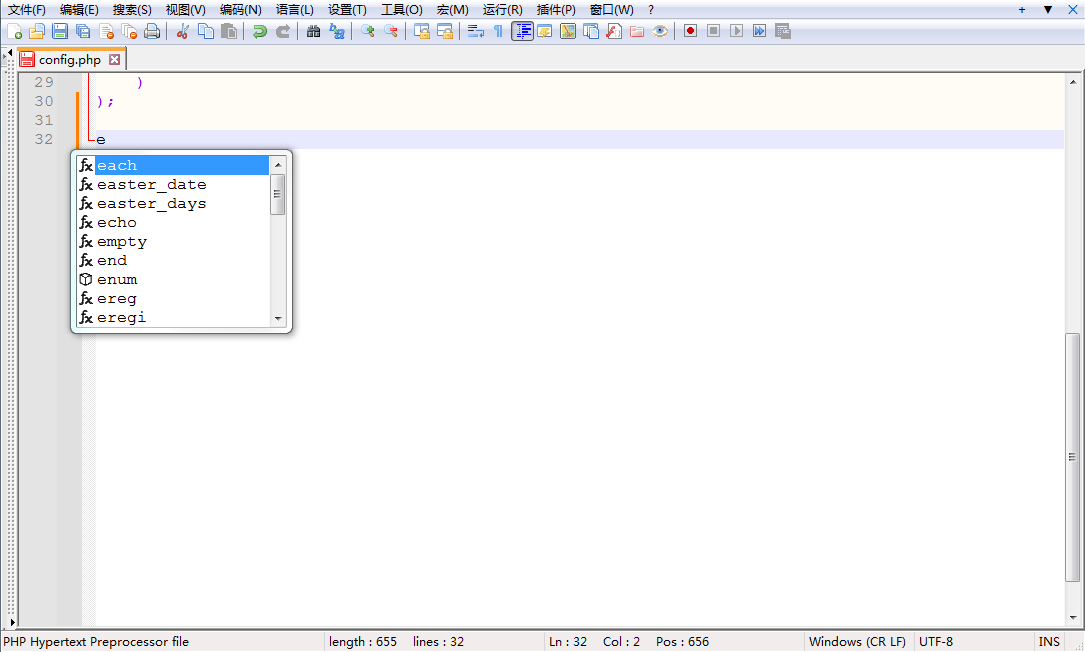 文件(F) 编辑(E) 搜索(S) 视图(V) 编码(N) 语言(L) 设置(T) 工具(O) 宏(M) 运行(R) 插件(P) 窗口(W) ? + ▼ X
config.php
29 )
30 );
31
32 e
each
easter_date
easter_days
echo
empty
end
enum
ereg
eregi
PHP Hypertext Preprocessor file length : 655 lines : 32 Ln : 32 Col : 2 Pos : 656 Windows (CR LF) UTF-8 INS